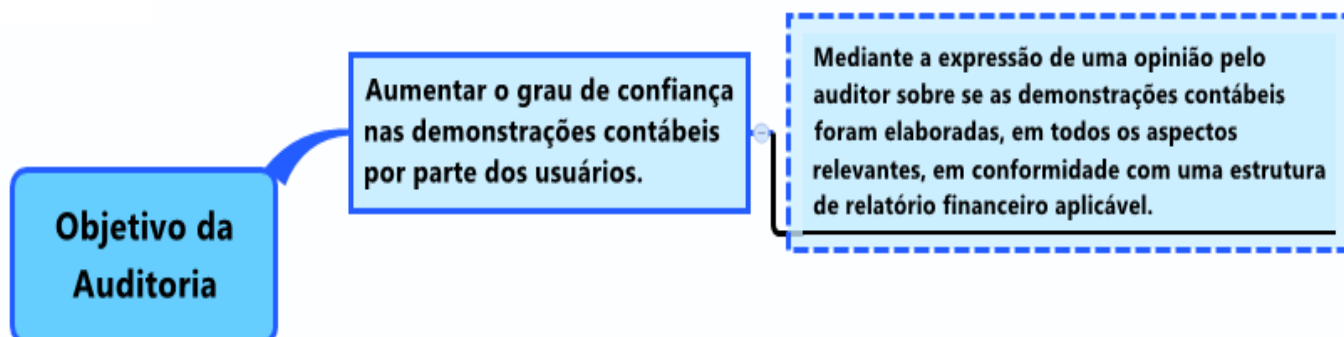 Objetivo da
Auditoria
Aumentar o grau de confiança
nas demonstrações contábeis
por parte dos usuários.
Mediante a expressão de uma opinião pelo
auditor sobre se as demonstrações contábeis
foram elaboradas, em todos os aspectos
relevantes, em conformidade com uma estrutura
de relatório financeiro aplicável.